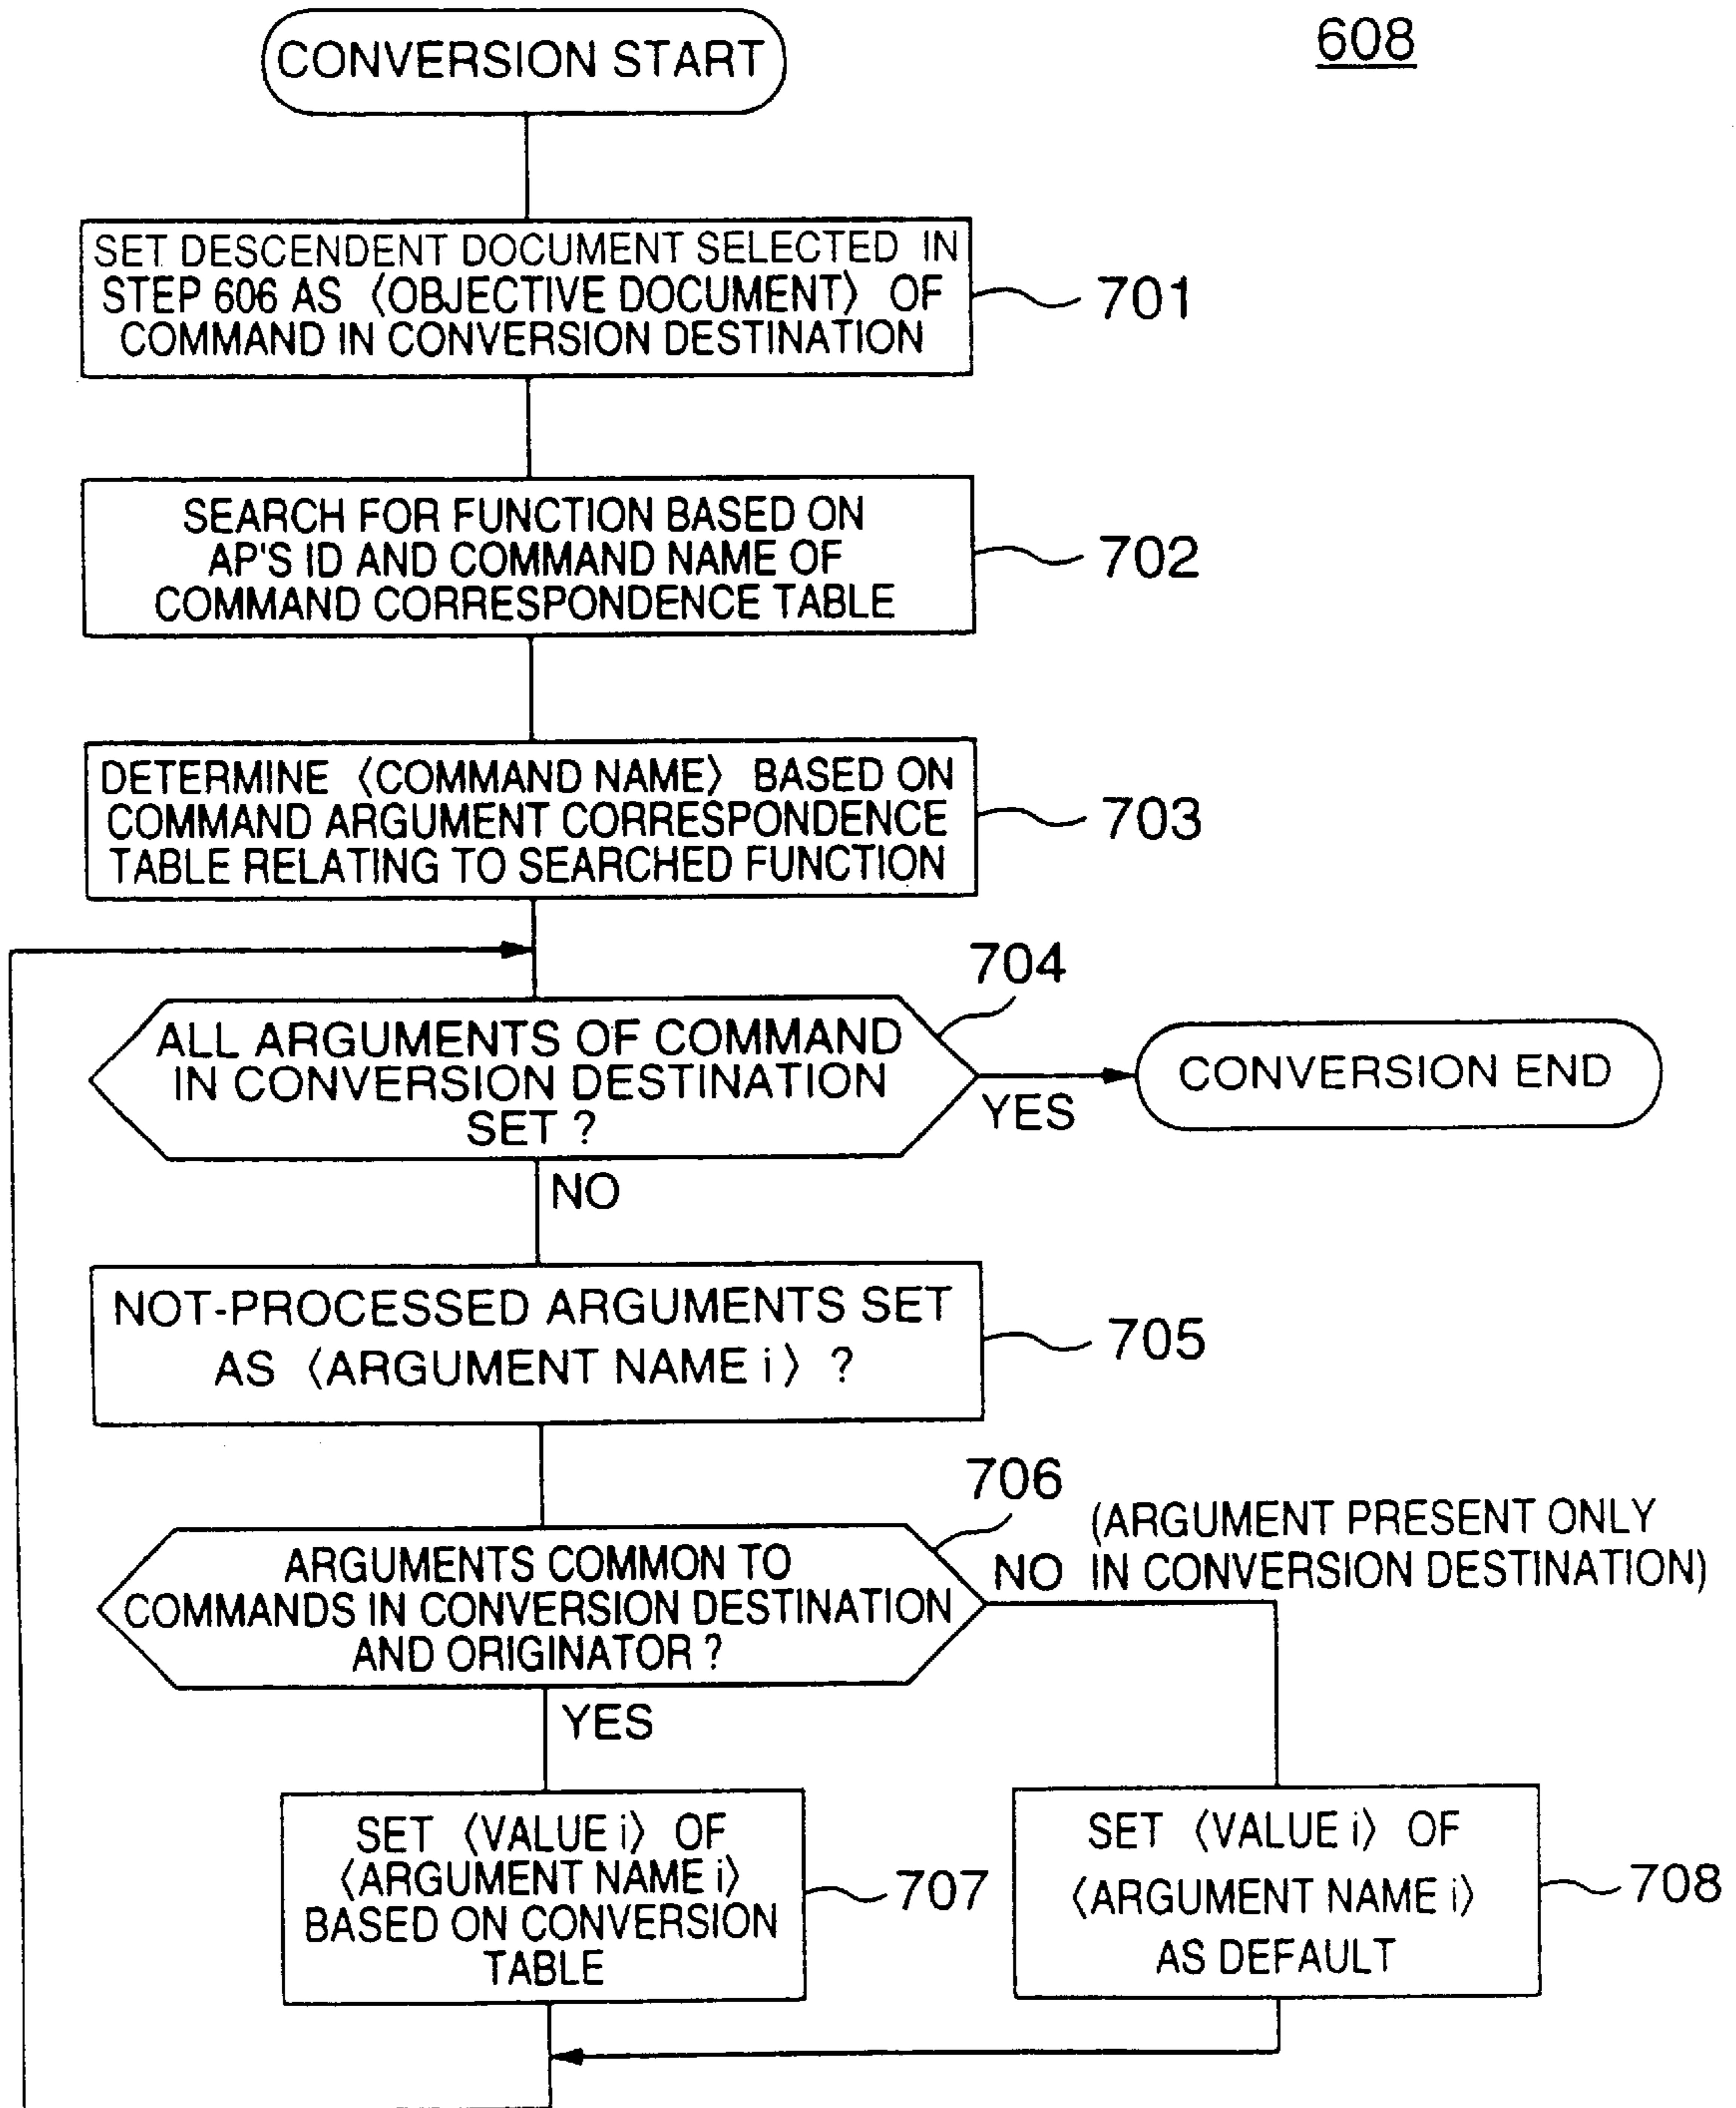 608
CONVERSION START
SET DESCENDENT DOCUMENT SELECTED IN
STEP 606 AS 〈OBJECTIVE DOCUMENT〉 OF
COMMAND IN CONVERSION DESTINATION
701
SEARCH FOR FUNCTION BASED ON
AP'S ID AND COMMAND NAME OF
COMMAND CORRESPONDENCE TABLE
702
DETERMINE 〈COMMAND NAME〉 BASED ON
COMMAND ARGUMENT CORRESPONDENCE
TABLE RELATING TO SEARCHED FUNCTION
703
704
ALL ARGUMENTS OF COMMAND
IN CONVERSION DESTINATION
SET ?
YES
CONVERSION END
NO
NOT-PROCESSED ARGUMENTS SET
AS 〈ARGUMENT NAME i〉 ?
705
706
ARGUMENTS COMMON TO
COMMANDS IN CONVERSION DESTINATION
AND ORIGINATOR ?
NO
(ARGUMENT PRESENT ONLY
IN CONVERSION DESTINATION)
YES
SET 〈VALUE i〉 OF
〈ARGUMENT NAME i〉
BASED ON CONVERSION
TABLE
707
SET 〈VALUE i〉 OF
〈ARGUMENT NAME i〉
AS DEFAULT
708